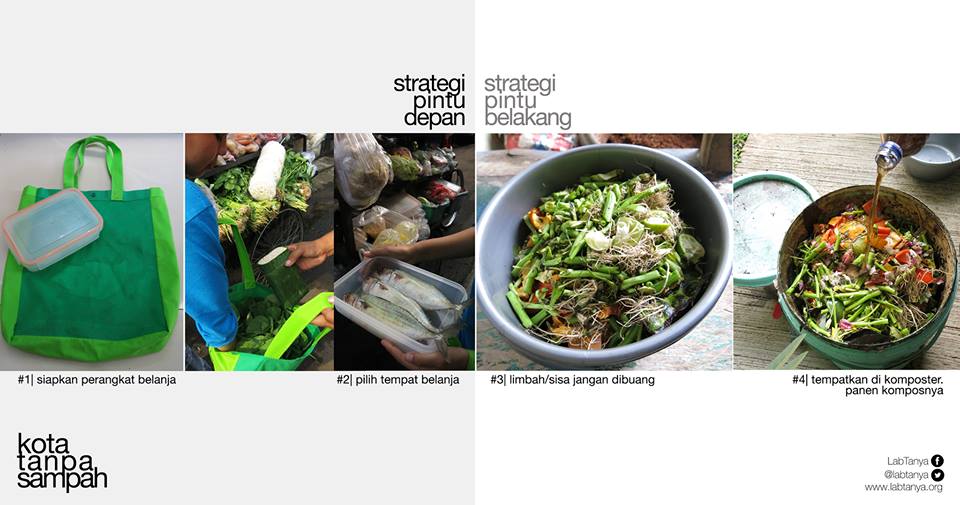 strategi
pintu
depan
strategi
pintu
belakang
#1| siapkan perangkat belanja
#2| pilih tempat belanja
#3| limbah/sisa jangan dibuang
#4| tempatkan di komposter.
panen komposnya
kota
tanpa
sampah
LabTanya
@labtanya
www.labtanya.org